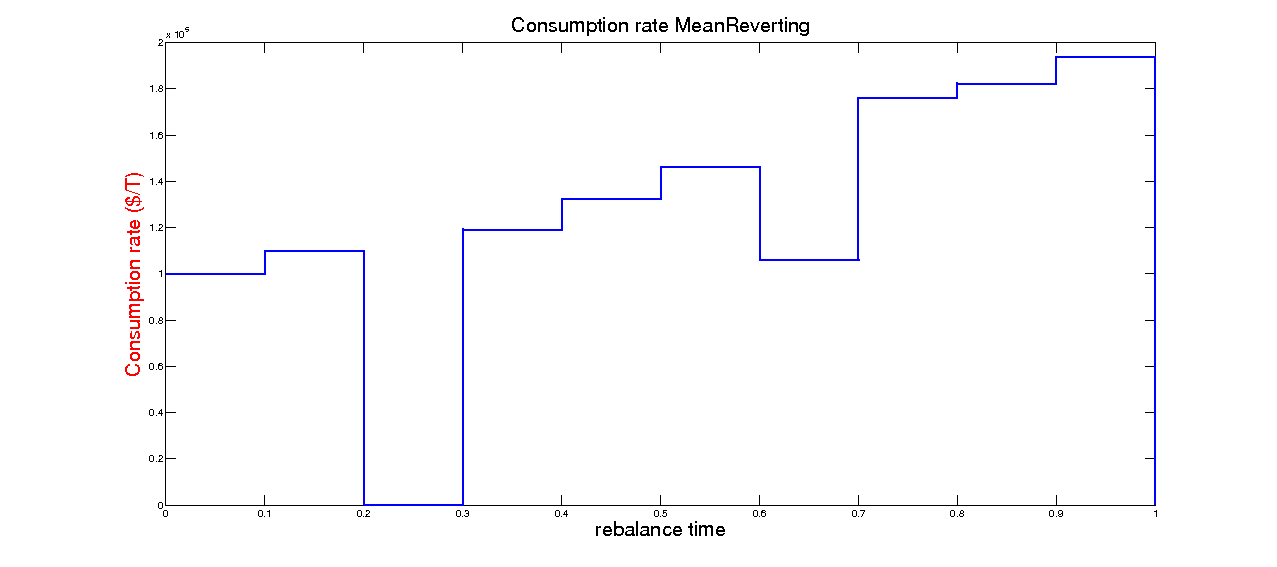 Consumption rate MeanReverting
x 10^5
2
1.8
1.6
1.4
1.2
1
0.8
0.6
0.4
0.2
0
Consumption rate ($/T)
0 0.1 0.2 0.3 0.4 0.5 0.6 0.7 0.8 0.9 1
rebalance time